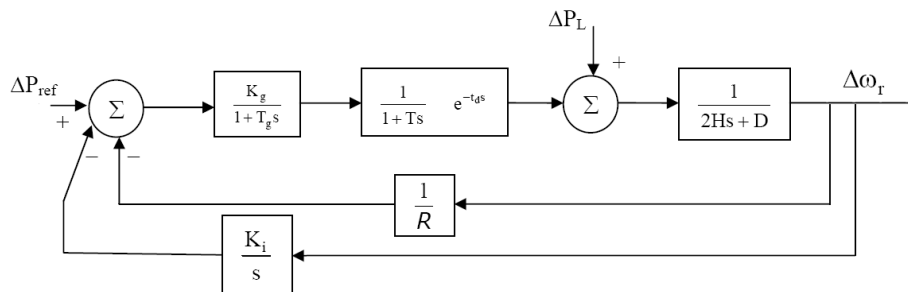 ΔP_L
+
ΔP_ref
+
Σ
K_g
1 + T_g s
1
1 + Ts
e^{-t_d s}
Σ
1
2Hs + D
Δω_r
−
−
1
R
K_i
s